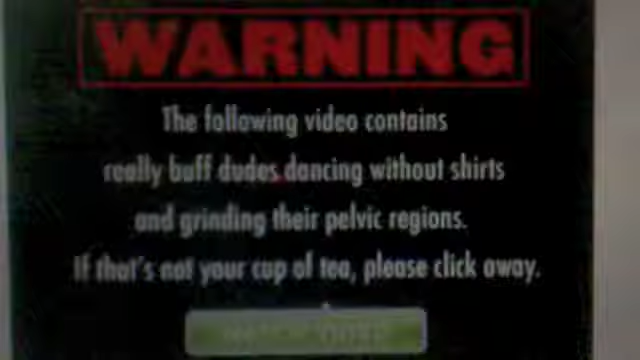 WARNING
The following video contains
really buff dudes dancing without shirts
and grinding their pelvic regions.
If that's not your cup of tea, please click away.